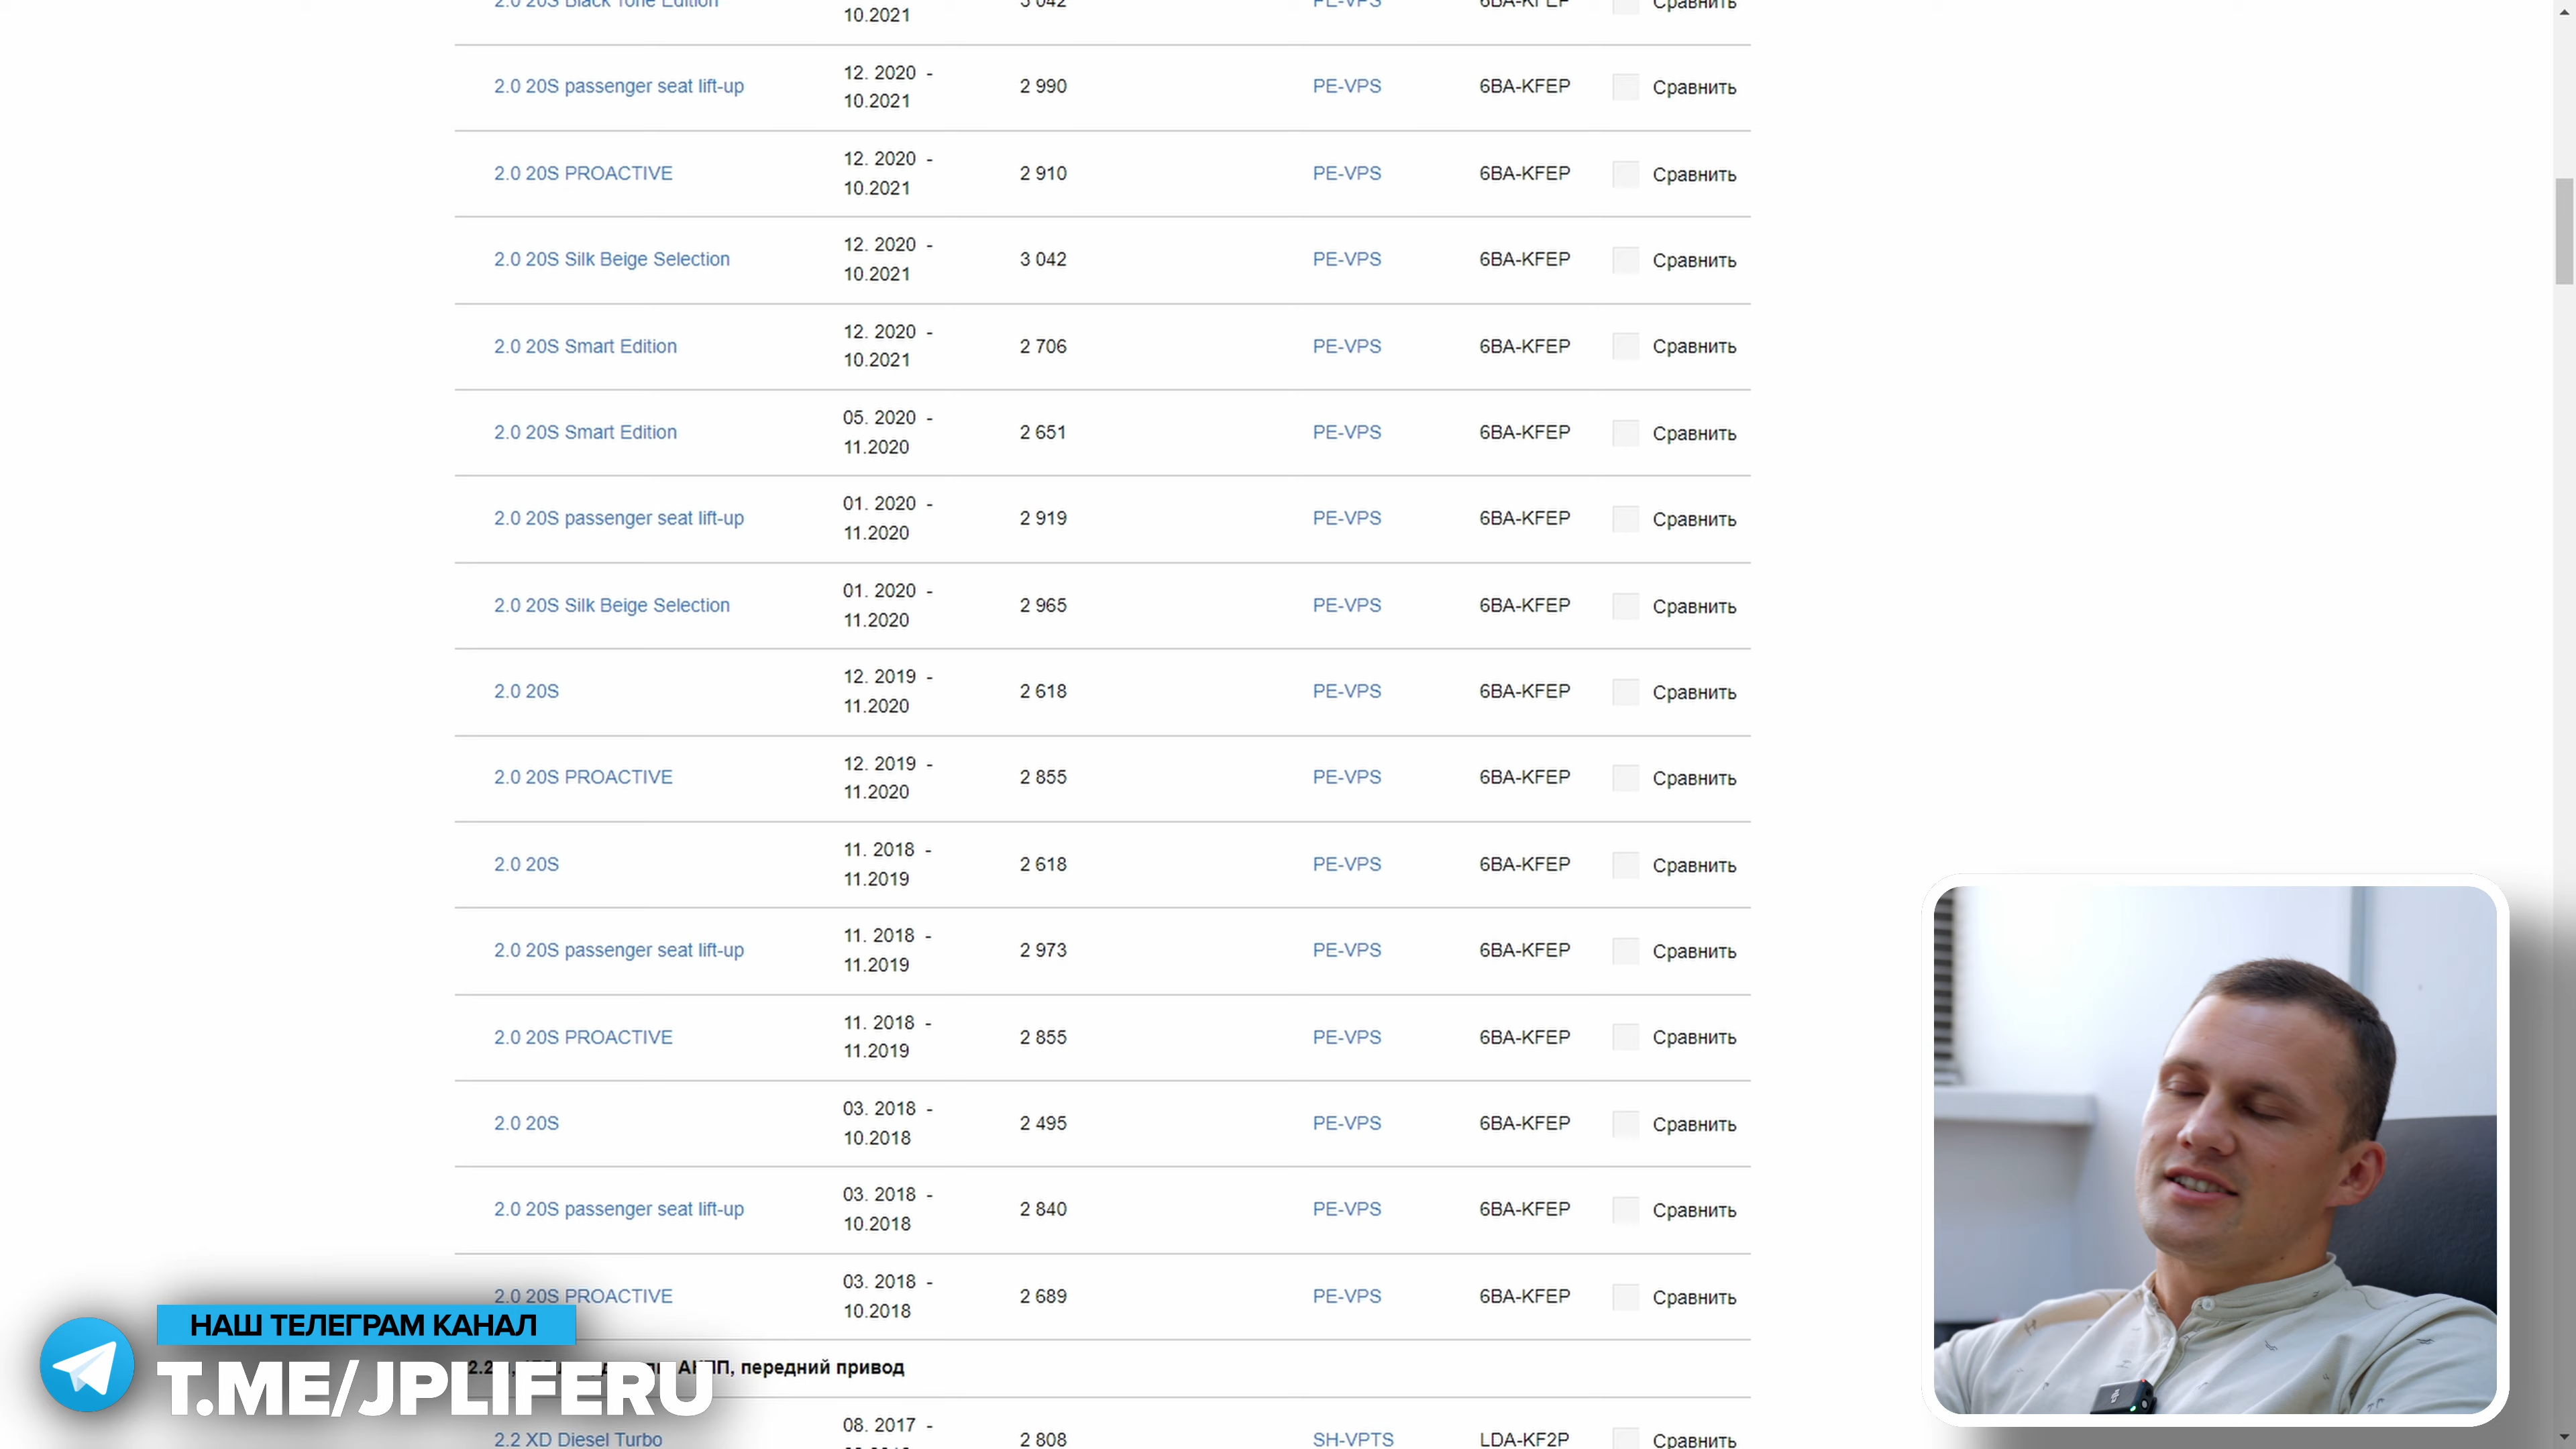 2.0 20S Black Tone Edition 10.2021 3 042 PE-VPS 6BA-KFEP Сравнить
12. 2020 -
2.0 20S passenger seat lift-up 2 990 PE-VPS 6BA-KFEP Сравнить
10.2021
12. 2020 -
2.0 20S PROACTIVE 2 910 PE-VPS 6BA-KFEP Сравнить
10.2021
12. 2020 -
2.0 20S Silk Beige Selection 3 042 PE-VPS 6BA-KFEP Сравнить
10.2021
12. 2020 -
2.0 20S Smart Edition 2 706 PE-VPS 6BA-KFEP Сравнить
10.2021
05. 2020 -
2.0 20S Smart Edition 2 651 PE-VPS 6BA-KFEP Сравнить
11.2020
01. 2020 -
2.0 20S passenger seat lift-up 2 919 PE-VPS 6BA-KFEP Сравнить
11.2020
01. 2020 -
2.0 20S Silk Beige Selection 2 965 PE-VPS 6BA-KFEP Сравнить
11.2020
12. 2019 -
2.0 20S 2 618 PE-VPS 6BA-KFEP Сравнить
11.2020
12. 2019 -
2.0 20S PROACTIVE 2 855 PE-VPS 6BA-KFEP Сравнить
11.2020
11. 2018 -
2.0 20S 2 618 PE-VPS 6BA-KFEP Сравнить
11.2019
11. 2018 -
2.0 20S passenger seat lift-up 2 973 PE-VPS 6BA-KFEP Сравнить
11.2019
11. 2018 -
2.0 20S PROACTIVE 2 855 PE-VPS 6BA-KFEP Сравнить
11.2019
03. 2018 -
2.0 20S 2 495 PE-VPS 6BA-KFEP Сравнить
10.2018
03. 2018 -
2.0 20S passenger seat lift-up 2 840 PE-VPS 6BA-KFEP Сравнить
10.2018
03. 2018 -
2.0 20S PROACTIVE 2 689 PE-VPS 6BA-KFEP Сравнить
10.2018
НАШ ТЕЛЕГРАМ КАНАЛ
передний привод
T.ME/JPLIFERU
08. 2017 -
2.2 XD Diesel Turbo 2 808 SH-VPTS LDA-KF2P Сравнить